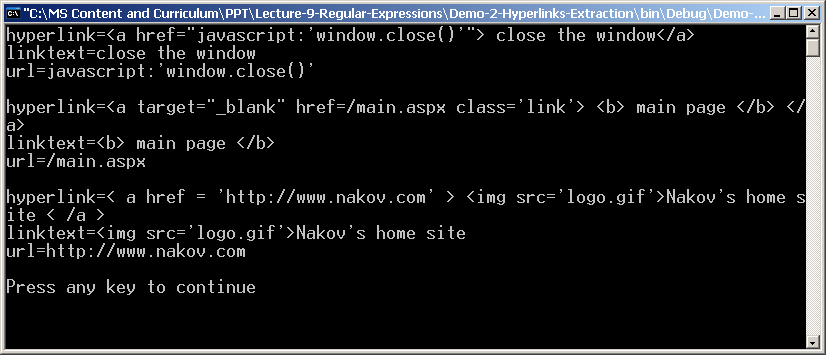 "C:\MS Content and Curriculum\PPT\Lecture-9-Regular-Expressions\Demo-2-Hyperlinks-Extraction\bin\Debug\Demo-...
hyperlink=<a href="javascript:'window.close()'"> close the window</a>
linktext=close the window
url=javascript:'window.close()'
hyperlink=<a target="_blank" href=/main.aspx class='link'> <b> main page </b> </
a>
linktext=<b> main page </b>
url=/main.aspx
hyperlink=< a href = 'http://www.nakov.com' > <img src='logo.gif'>Nakov's home s
ite < /a >
linktext=<img src='logo.gif'>Nakov's home site
url=http://www.nakov.com
Press any key to continue